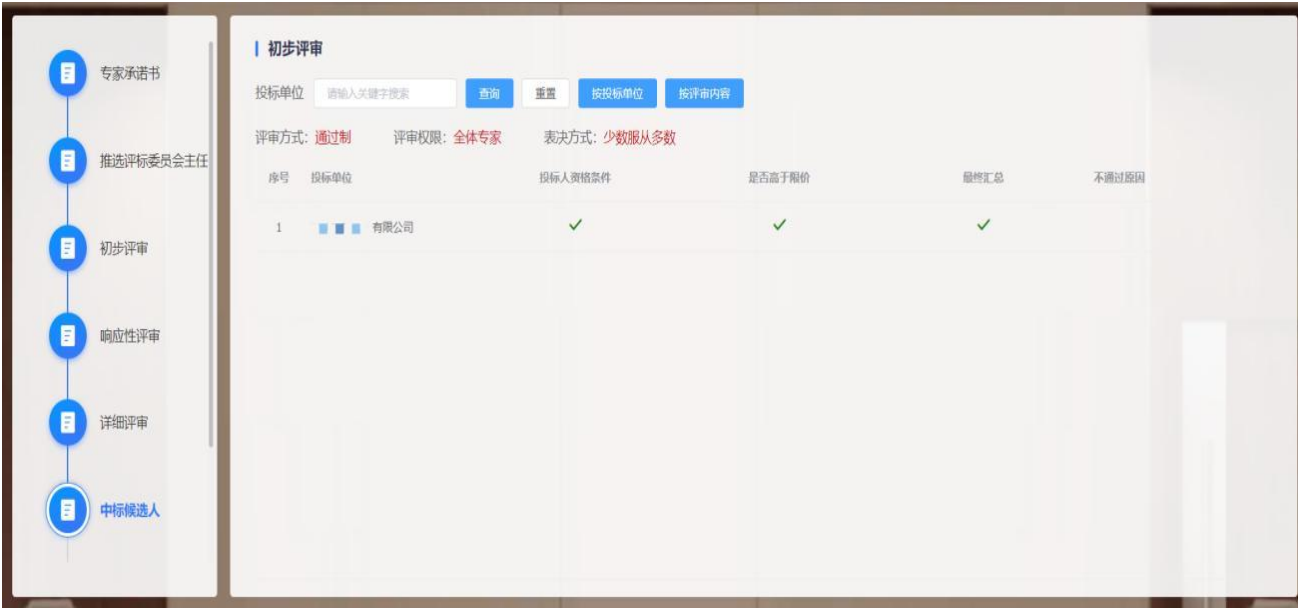 专家承诺书
推选评标委员会主任
初步评审
响应性评审
详细评审
中标候选人
初步评审
投标单位 请输入关键字搜索 查询 重置 按投标单位 按评审内容
评审方式：通过制 评审权限：全体专家 表决方式：少数服从多数
序号 投标单位 投标人资格条件 是否高于限价 最终汇总 不通过原因
1 有限公司 ✓ ✓ ✓